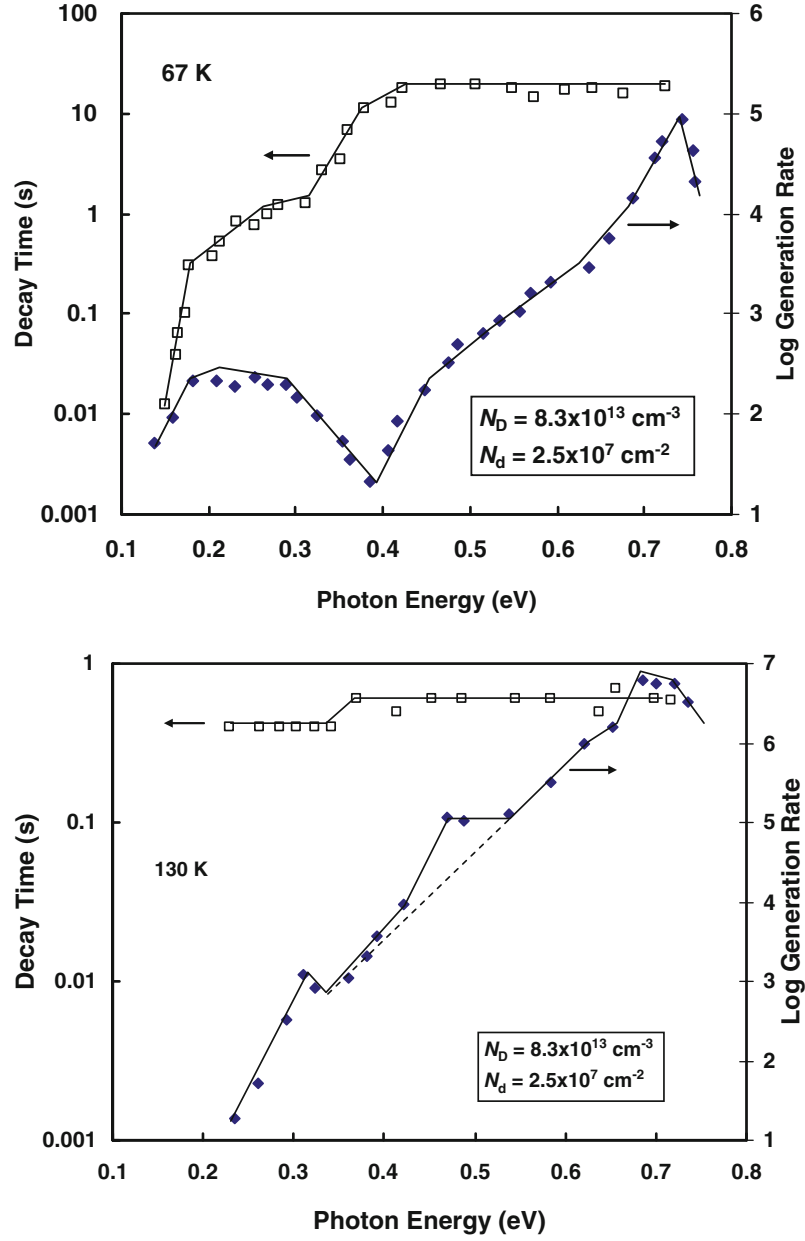 100
10
1
0.1
0.01
0.001
Decay Time (s)
67 K
6
5
4
3
2
1
Log Generation Rate
N_D = 8.3x10^13 cm^-3
N_d = 2.5x10^7 cm^-2
0.1 0.2 0.3 0.4 0.5 0.6 0.7 0.8
Photon Energy (eV)
1
0.1
0.01
0.001
Decay Time (s)
130 K
7
6
5
4
3
2
1
Log Generation Rate
N_D = 8.3x10^13 cm^-3
N_d = 2.5x10^7 cm^-2
0.1 0.2 0.3 0.4 0.5 0.6 0.7 0.8
Photon Energy (eV)